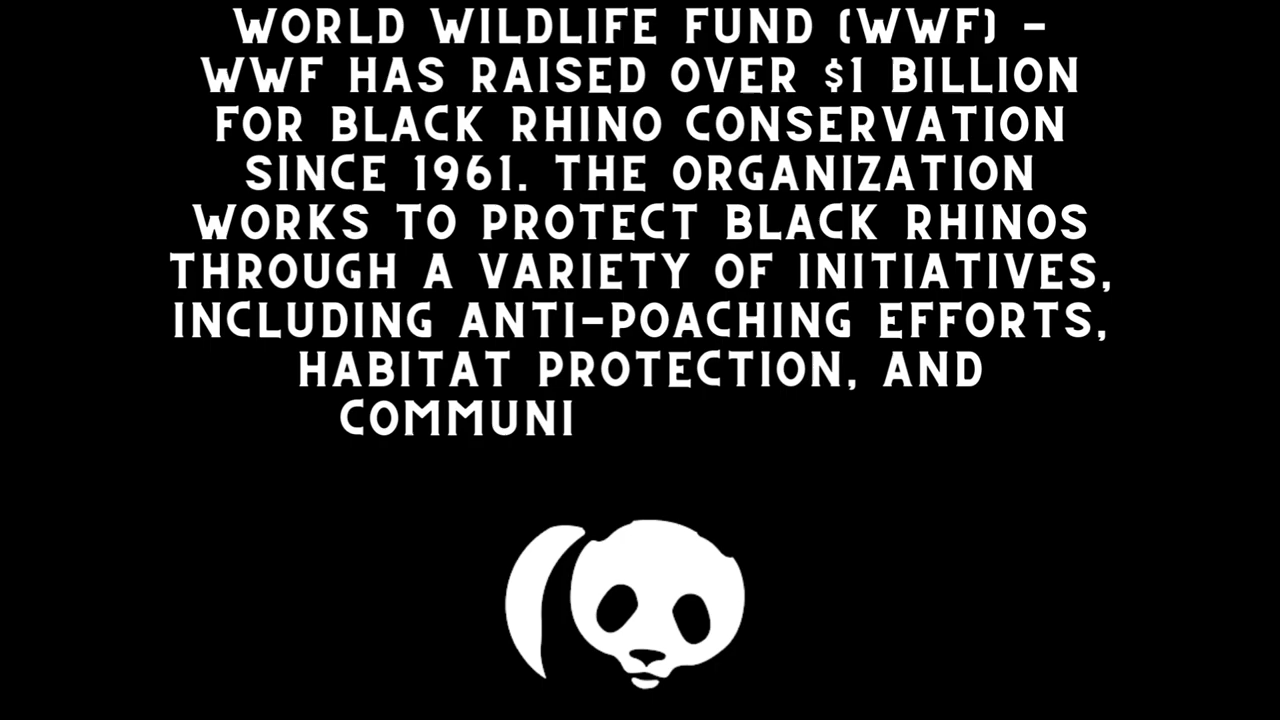 WORLD WILDLIFE FUND (WWF) –
WWF HAS RAISED OVER $1 BILLION
FOR BLACK RHINO CONSERVATION
SINCE 1961. THE ORGANIZATION
WORKS TO PROTECT BLACK RHINOS
THROUGH A VARIETY OF INITIATIVES,
INCLUDING ANTI-POACHING EFFORTS,
HABITAT PROTECTION, AND
COMMUNI